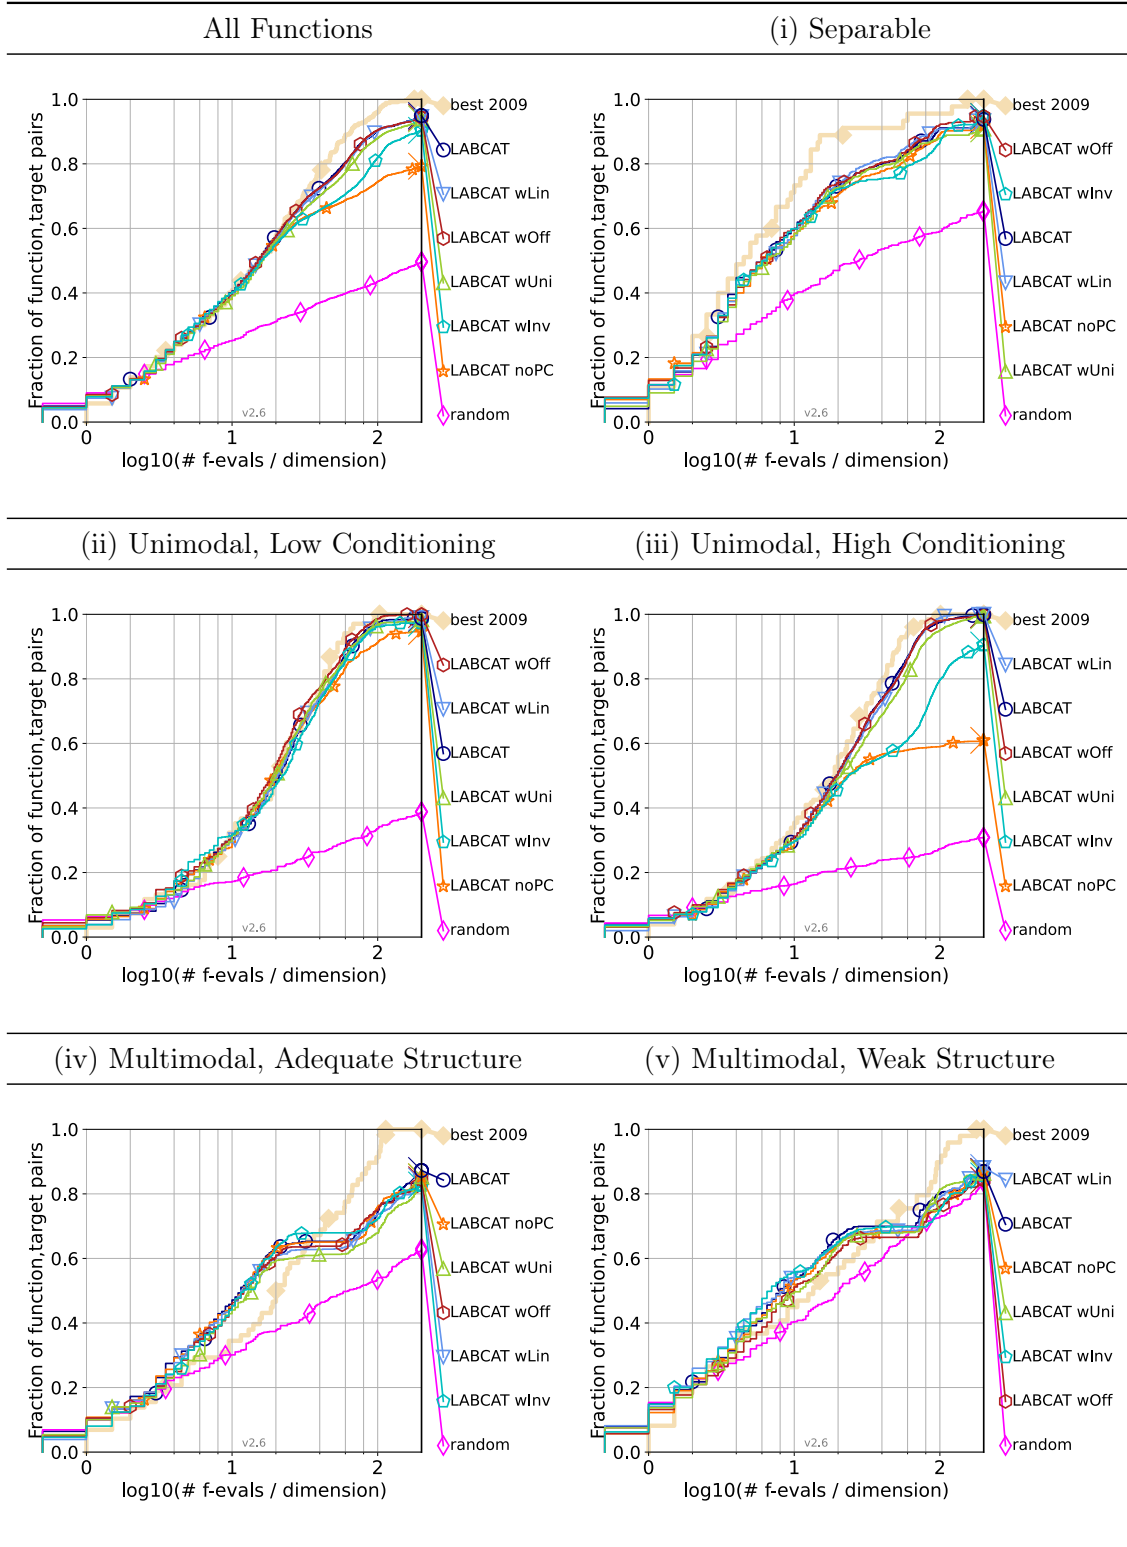 All Functions
(i) Separable
Fraction of function,target pairs
1.0
0.8
0.6
0.4
0.2
0.0
0
1
2
log10(# f-evals / dimension)
v2.6
best 2009
LABCAT
LABCAT wLin
LABCAT wOff
LABCAT wUni
LABCAT wInv
LABCAT noPC
random
Fraction of function,target pairs
1.0
0.8
0.6
0.4
0.2
0.0
0
1
2
log10(# f-evals / dimension)
v2.6
best 2009
LABCAT wOff
LABCAT wInv
LABCAT
LABCAT wLin
LABCAT noPC
LABCAT wUni
random
(ii) Unimodal, Low Conditioning
(iii) Unimodal, High Conditioning
Fraction of function,target pairs
1.0
0.8
0.6
0.4
0.2
0.0
0
1
2
log10(# f-evals / dimension)
v2.6
best 2009
LABCAT wOff
LABCAT wLin
LABCAT
LABCAT wUni
LABCAT wInv
LABCAT noPC
random
Fraction of function,target pairs
1.0
0.8
0.6
0.4
0.2
0.0
0
1
2
log10(# f-evals / dimension)
v2.6
best 2009
LABCAT wLin
LABCAT
LABCAT wOff
LABCAT wUni
LABCAT wInv
LABCAT noPC
random
(iv) Multimodal, Adequate Structure
(v) Multimodal, Weak Structure
Fraction of function,target pairs
1.0
0.8
0.6
0.4
0.2
0.0
0
1
2
log10(# f-evals / dimension)
v2.6
best 2009
LABCAT
LABCAT noPC
LABCAT wUni
LABCAT wOff
LABCAT wLin
LABCAT wInv
random
Fraction of function,target pairs
1.0
0.8
0.6
0.4
0.2
0.0
0
1
2
log10(# f-evals / dimension)
v2.6
best 2009
LABCAT wLin
LABCAT
LABCAT noPC
LABCAT wUni
LABCAT wInv
LABCAT wOff
random